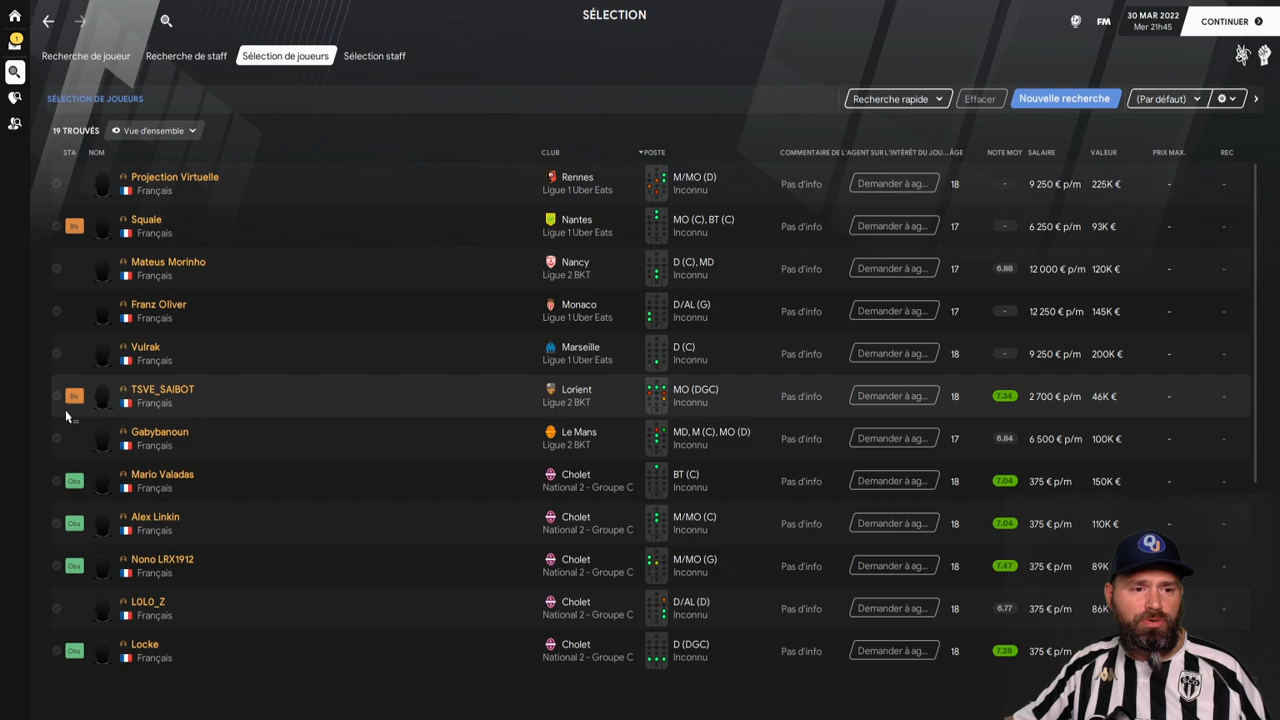 SÉLECTION
1
FM
30 MAR 2022
Mer 21h45
CONTINUER
Recherche de joueur
Recherche de staff
Sélection de joueurs
Sélection staff
SÉLECTION DE JOUEURS
Recherche rapide
Effacer
Nouvelle recherche
(Par défaut)
19 TROUVÉS
Vue d'ensemble
STA NOM CLUB POSTE COMMENTAIRE DE L'AGENT SUR L'INTÉRÊT DU JOU... ÂGE NOTE MOY SALAIRE VALEUR PRIX MAX. REC
Projection Virtuelle Rennes M/MO (D) Pas d'info Demander à ag... 18 - 9 250 € p/m 225K € - -
Français Ligue 1 Uber Eats Inconnu
Bls Squale Nantes MO (C), BT (C) Pas d'info Demander à ag... 17 - 6 250 € p/m 93K € - -
Français Ligue 1 Uber Eats Inconnu
Mateus Morinho Nancy D (C), MD Pas d'info Demander à ag... 17 6.88 12 000 € p/m 120K € - -
Français Ligue 2 BKT Inconnu
Franz Oliver Monaco D/AL (G) Pas d'info Demander à ag... 17 - 12 250 € p/m 145K € - -
Français Ligue 1 Uber Eats Inconnu
Vulrak Marseille D (C) Pas d'info Demander à ag... 18 - 9 250 € p/m 200K € - -
Français Ligue 1 Uber Eats Inconnu
Bls TSVE_SAIBOT Lorient MO (DGC) Pas d'info Demander à ag... 18 7.34 2 700 € p/m 46K € - -
Français Ligue 2 BKT Inconnu
Gabybanoun Le Mans MD, M (C), MO (D) Pas d'info Demander à ag... 17 6.84 6 500 € p/m 100K € - -
Français Ligue 2 BKT Inconnu
Obs Mario Valadas Cholet BT (C) Pas d'info Demander à ag... 18 7.04 375 € p/m 150K € - -
Français National 2 - Groupe C Inconnu
Obs Alex Linkin Cholet M/MO (C) Pas d'info Demander à ag... 18 7.04 375 € p/m 110K € - -
Français National 2 - Groupe C Inconnu
Obs Nono LRX1912 Cholet M/MO (G) Pas d'info Demander à ag... 18 7.47 375 € p/m 89K -
Français National 2 - Groupe C Inconnu
L0L0_Z Cholet D/AL (D) Pas d'info Demander à ag... 18 6.77 375 € p/m 86K -
Français National 2 - Groupe C Inconnu
Obs Locke Cholet D (DGC) Pas d'info Demander à ag... 18 7.28 375 € p/m -
Français National 2 - Groupe C Inconnu